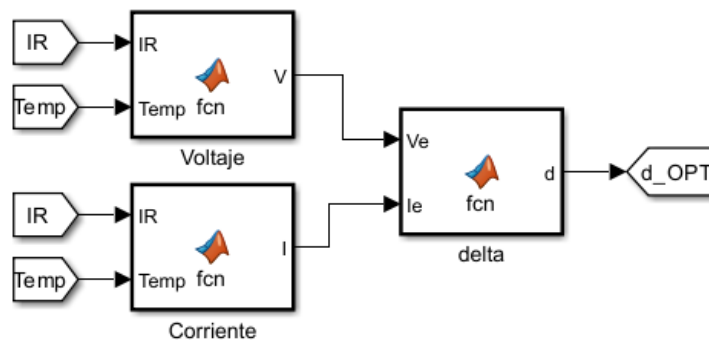 IR
IR
V
fcn
Temp
Temp
Voltaje
Ve
d
fcn
Ie
d_OPT
delta
IR
IR
I
fcn
Temp
Temp
Corriente